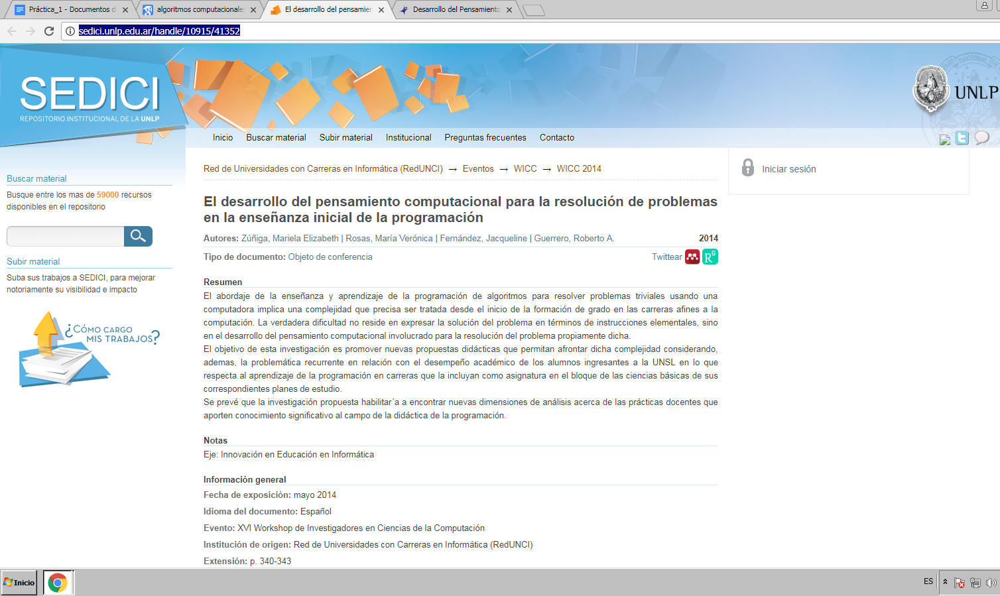 Práctica_1 - Documentos d
algoritmos computacionale
El desarrollo del pensamie
Desarrollo del Pensamiento
sedici.unlp.edu.ar/handle/10915/41352
SEDICI
REPOSITORIO INSTITUCIONAL DE LA UNLP
UNLP
Inicio Buscar material Subir material Institucional Preguntas frecuentes Contacto
Buscar material
Busque entre los mas de 59000 recursos
disponibles en el repositorio
Subir material
Suba sus trabajos a SEDICI, para mejorar
notoriamente su visibilidad e impacto
¿CÓMO CARGO
MIS TRABAJOS?
Red de Universidades con Carreras en Informática (RedUNCI) → Eventos → WICC → WICC 2014
El desarrollo del pensamiento computacional para la resolución de problemas
en la enseñanza inicial de la programación
Autores: Zúñiga, Mariela Elizabeth | Rosas, María Verónica | Fernández, Jacqueline | Guerrero, Roberto A. 2014
Tipo de documento: Objeto de conferencia Twittear RG
Resumen
El abordaje de la enseñanza y aprendizaje de la programación de algoritmos para resolver problemas triviales usando una
computadora implica una complejidad que precisa ser tratada desde el inicio de la formación de grado en las carreras afines a la
computación. La verdadera dificultad no reside en expresar la solución del problema en términos de instrucciones elementales, sino
en el desarrollo del pensamiento computacional involucrado para la resolución del problema propiamente dicha.
El objetivo de esta investigación es promover nuevas propuestas didácticas que permitan afrontar dicha complejidad considerando,
ademas, la problemática recurrente en relación con el desempeño académico de los alumnos ingresantes a la UNSL en lo que
respecta al aprendizaje de la programación en carreras que la incluyan como asignatura en el bloque de las ciencias básicas de sus
correspondientes planes de estudio.
Se prevé que la investigación propuesta habilitar´a a encontrar nuevas dimensiones de análisis acerca de las prácticas docentes que
aporten conocimiento significativo al campo de la didáctica de la programación.
Notas
Eje: Innovación en Educación en Informática
Información general
Fecha de exposición: mayo 2014
Idioma del documento: Español
Evento: XVI Workshop de Investigadores en Ciencias de la Computación
Institución de origen: Red de Universidades con Carreras en Informática (RedUNCI)
Extensión: p. 340-343
Iniciar sesión
Inicio
ES